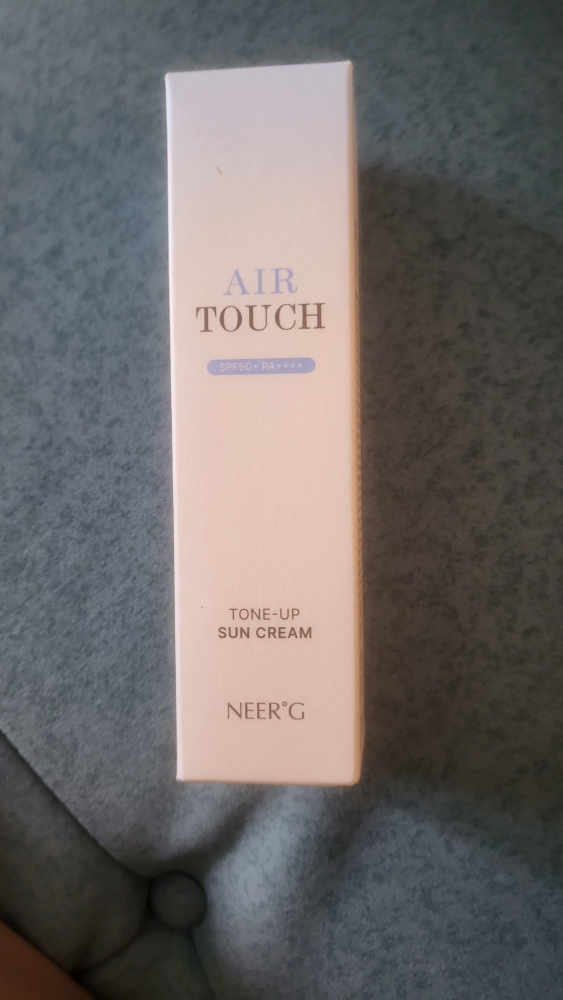 AIR
TOUCH
SPF50+ PA++++
TONE-UP
SUN CREAM
NEER°G